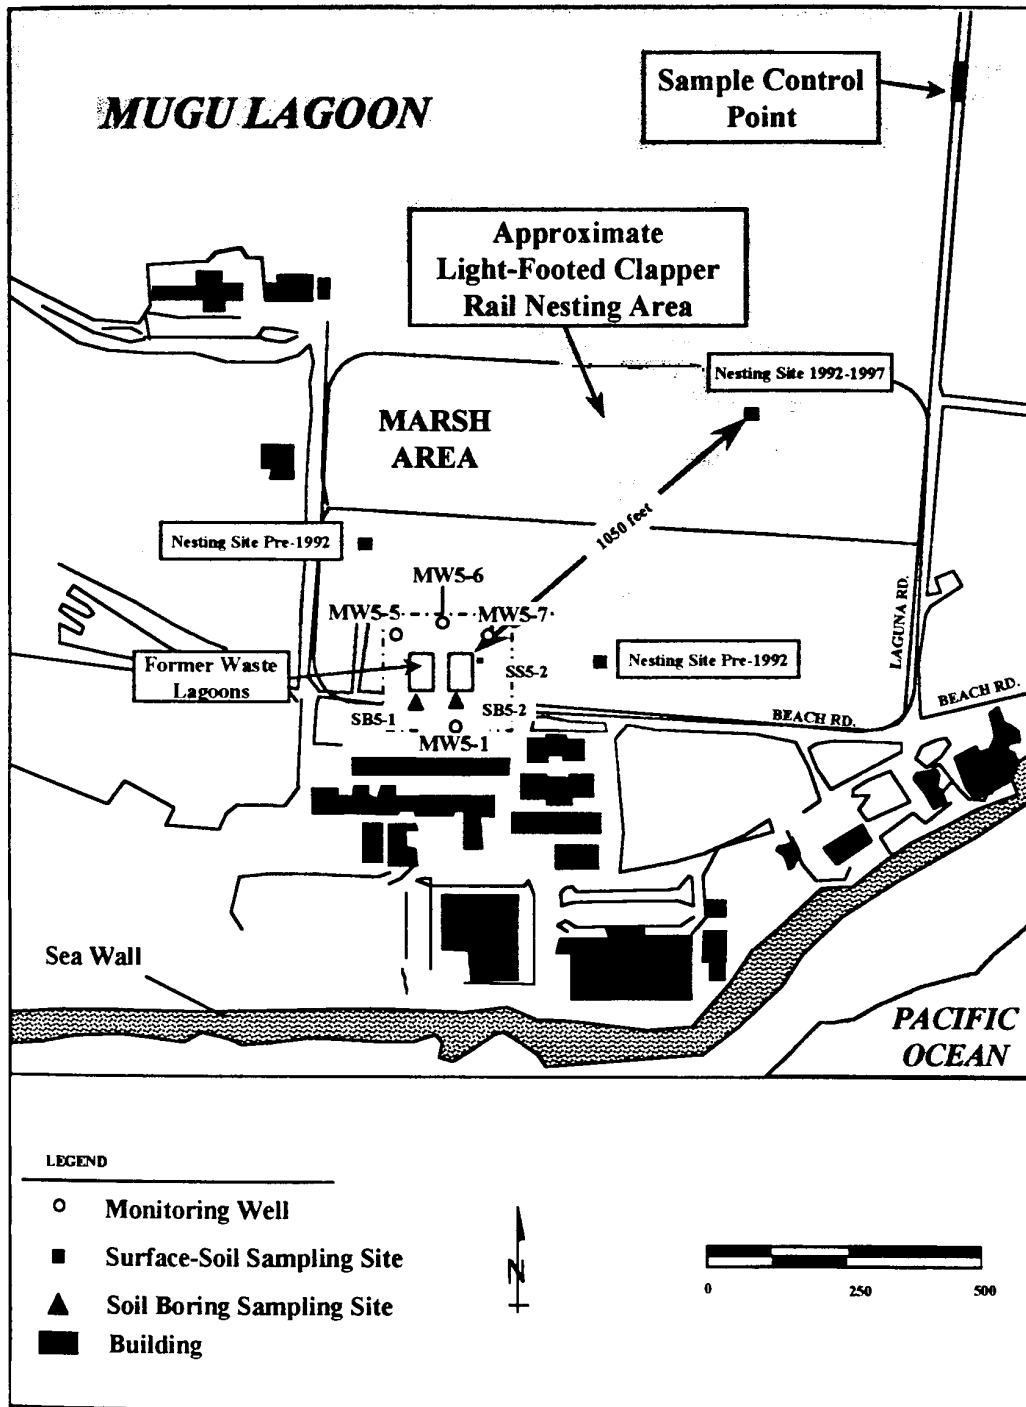 Sample Control
Point
MUGU LAGOON
Approximate
Light-Footed Clapper
Rail Nesting Area
Nesting Site 1992-1997
MARSH
AREA
1050 feet
Nesting Site Pre-1992
MW5-6
MW5-5
MW5-7
LAGUNA RD.
Former Waste
Lagoons
SS5-2
Nesting Site Pre-1992
SB5-1
SB5-2
BEACH RD.
BEACH RD.
MW5-1
Sea Wall
PACIFIC
OCEAN
LEGEND
Monitoring Well
Surface-Soil Sampling Site
Soil Boring Sampling Site
Building
N
0
250
500